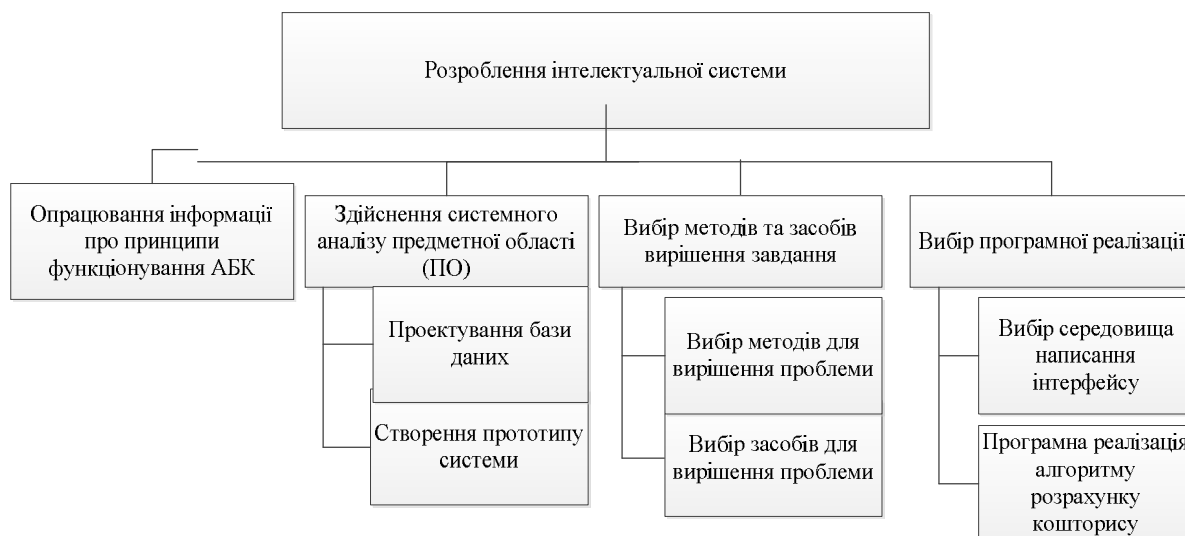 Розроблення інтелектуальної системи
Опрацювання інформації
про принципи
функціонування АБК
Здійснення системного
аналізу предметної області
(ПО)
Проектування бази
даних
Створення прототипу
системи
Вибір методів та засобів
вирішення завдання
Вибір методів для
вирішення проблеми
Вибір засобів для
вирішення проблеми
Вибір програмної реалізації
Вибір середовища
написання
інтерфейсу
Програмна реалізація
алгоритму
розрахунку
кошторису